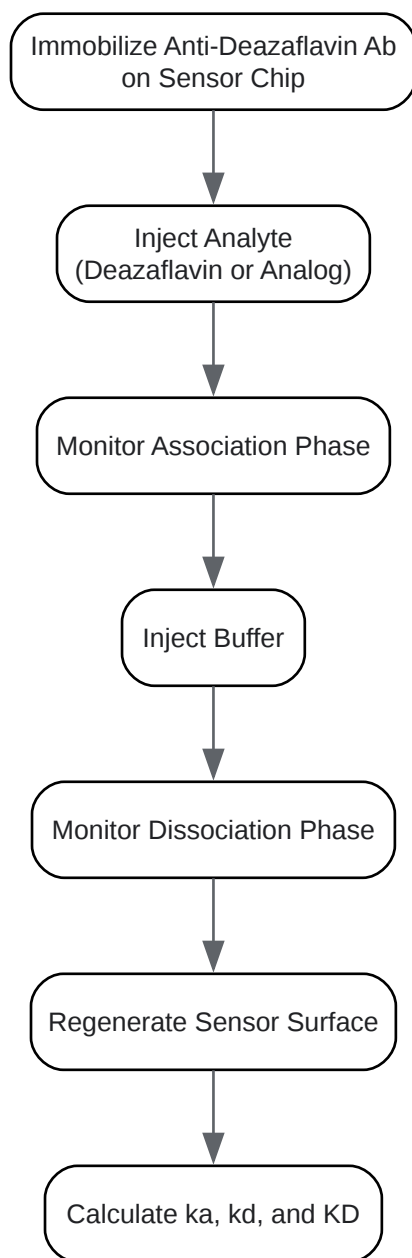 Immobilize Anti-Deazaflavin Ab
on Sensor Chip
Inject Analyte
(Deazaflavin or Analog)
Monitor Association Phase
Inject Buffer
Monitor Dissociation Phase
Regenerate Sensor Surface
Calculate ka, kd, and KD